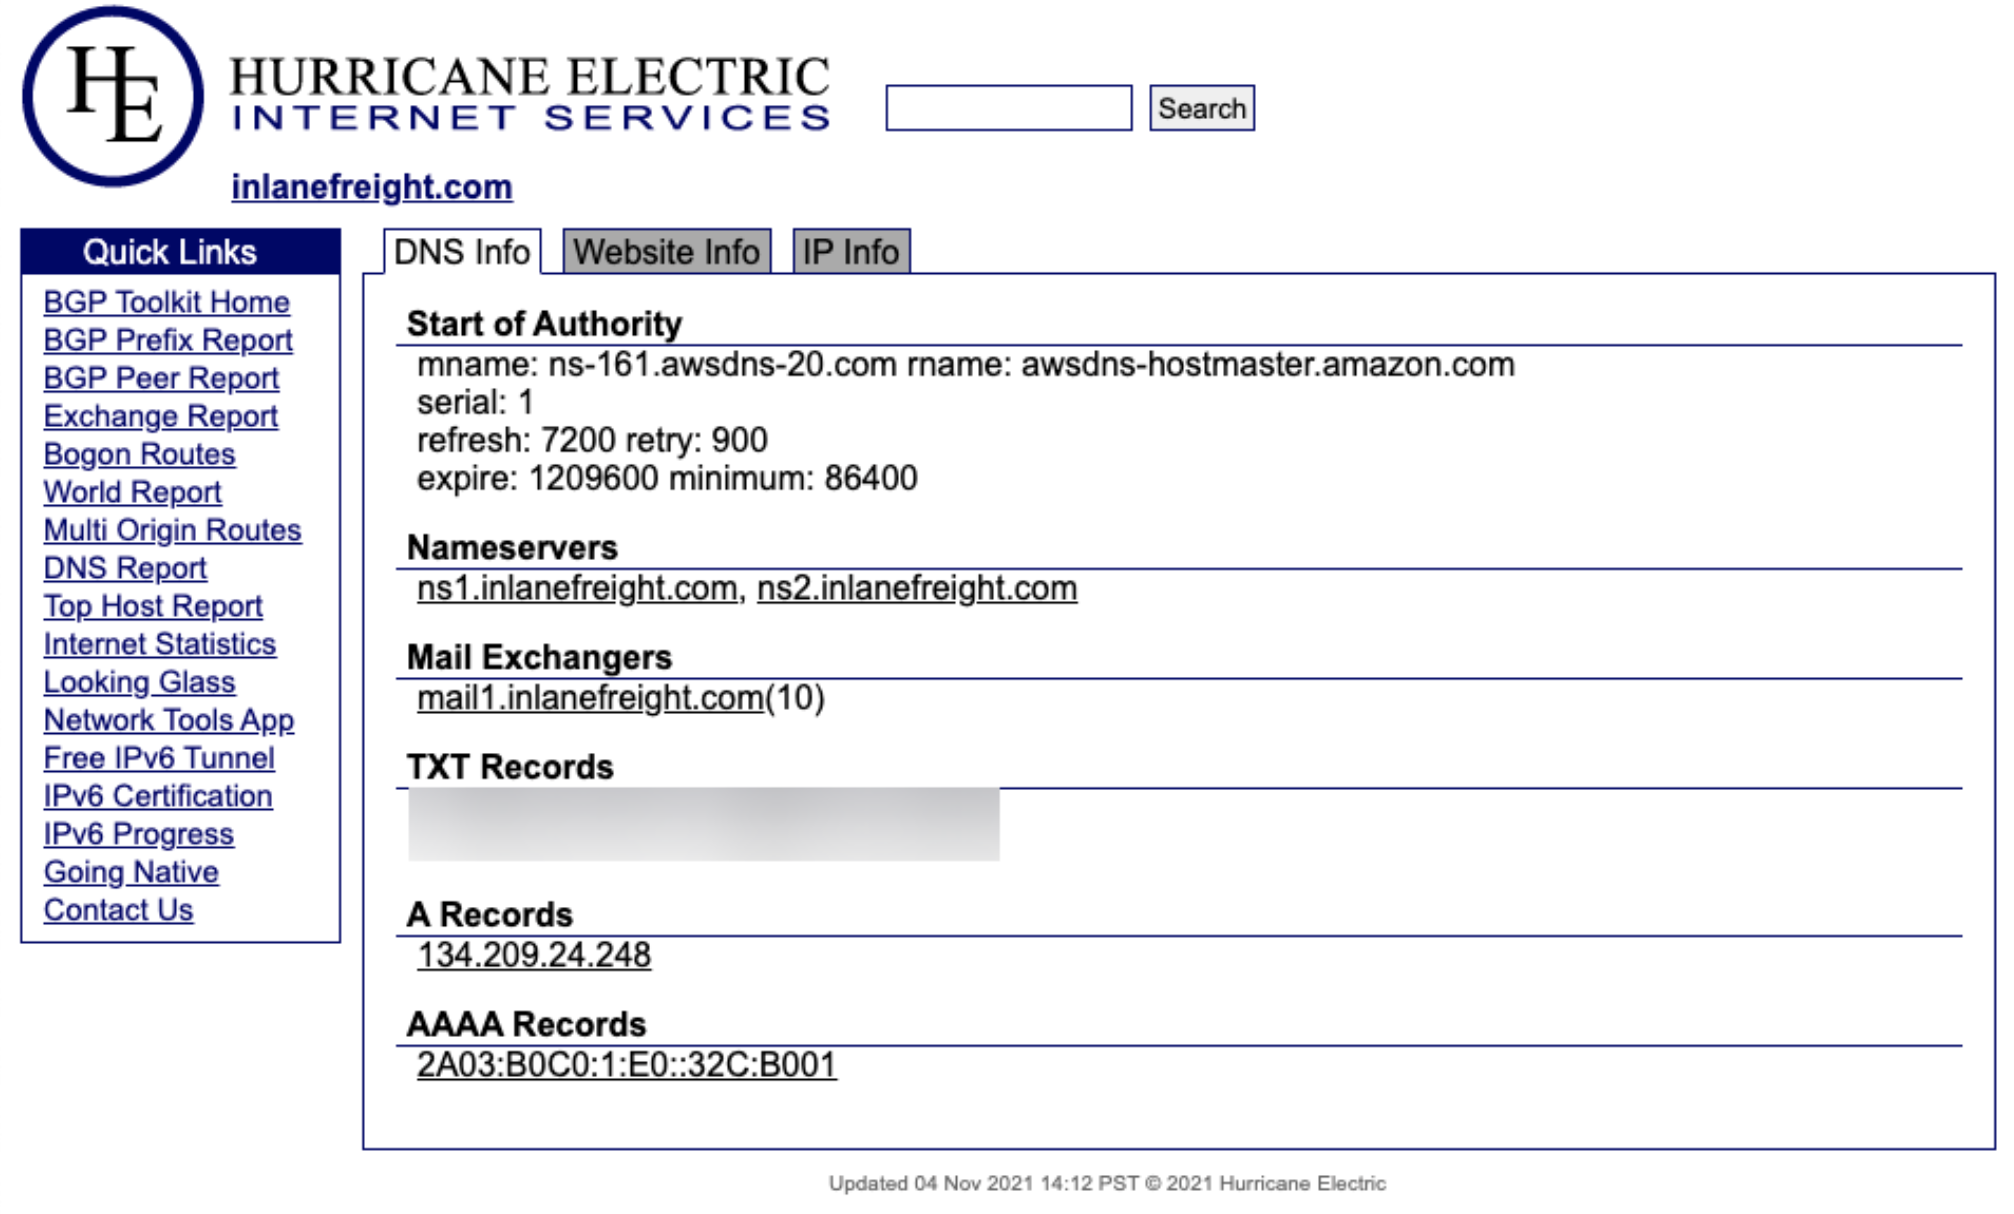 HE
HURRICANE ELECTRIC
INTERNET SERVICES
Search
inlanefreight.com
Quick Links
BGP Toolkit Home
BGP Prefix Report
BGP Peer Report
Exchange Report
Bogon Routes
World Report
Multi Origin Routes
DNS Report
Top Host Report
Internet Statistics
Looking Glass
Network Tools App
Free IPv6 Tunnel
IPv6 Certification
IPv6 Progress
Going Native
Contact Us
DNS Info Website Info IP Info
Start of Authority
mname: ns-161.awsdns-20.com rname: awsdns-hostmaster.amazon.com
serial: 1
refresh: 7200 retry: 900
expire: 1209600 minimum: 86400
Nameservers
ns1.inlanefreight.com, ns2.inlanefreight.com
Mail Exchangers
mail1.inlanefreight.com(10)
TXT Records
A Records
134.209.24.248
AAAA Records
2A03:B0C0:1:E0::32C:B001
Updated 04 Nov 2021 14:12 PST © 2021 Hurricane Electric